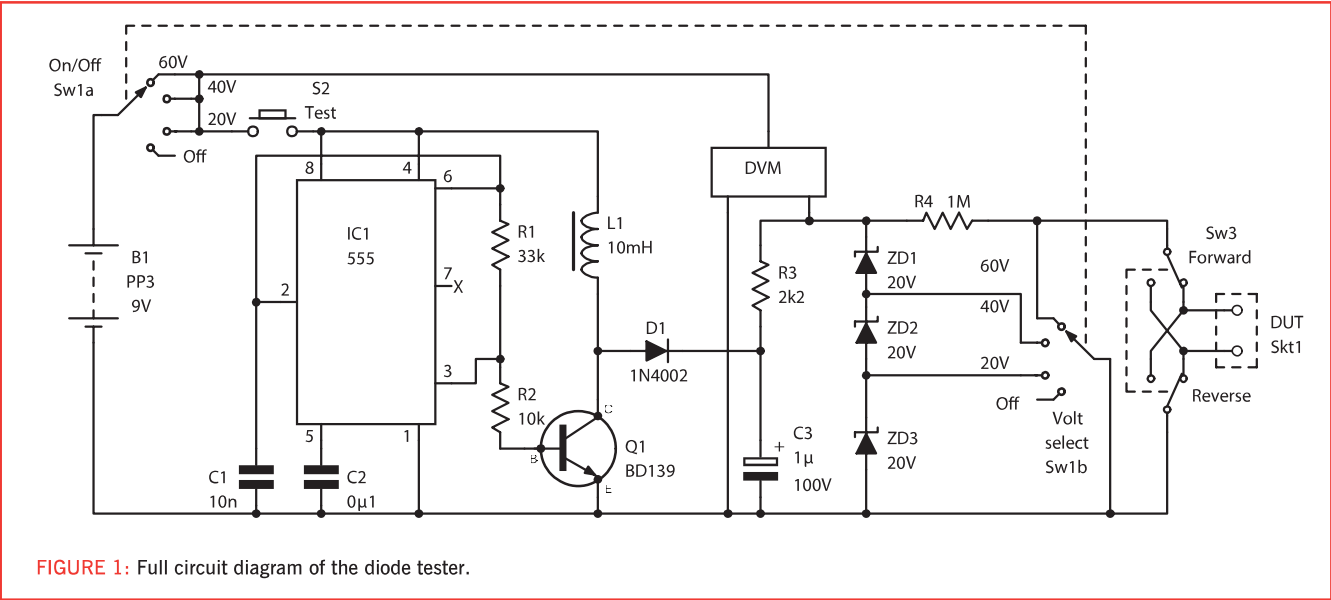 On/Off
Sw1a
60V
40V
20V
Off
S2
Test
B1
PP3
9V
8
4
6
IC1
555
7
X
2
3
5
1
R1
33k
R2
10k
C1
10n
C2
0µ1
L1
10mH
D1
1N4002
C
B
E
Q1
BD139
DVM
R3
2k2
+
C3
1µ
100V
ZD1
20V
ZD2
20V
ZD3
20V
R4 1M
60V
40V
20V
Off
Volt
select
Sw1b
Sw3
Forward
DUT
Skt1
Reverse
FIGURE 1: Full circuit diagram of the diode tester.